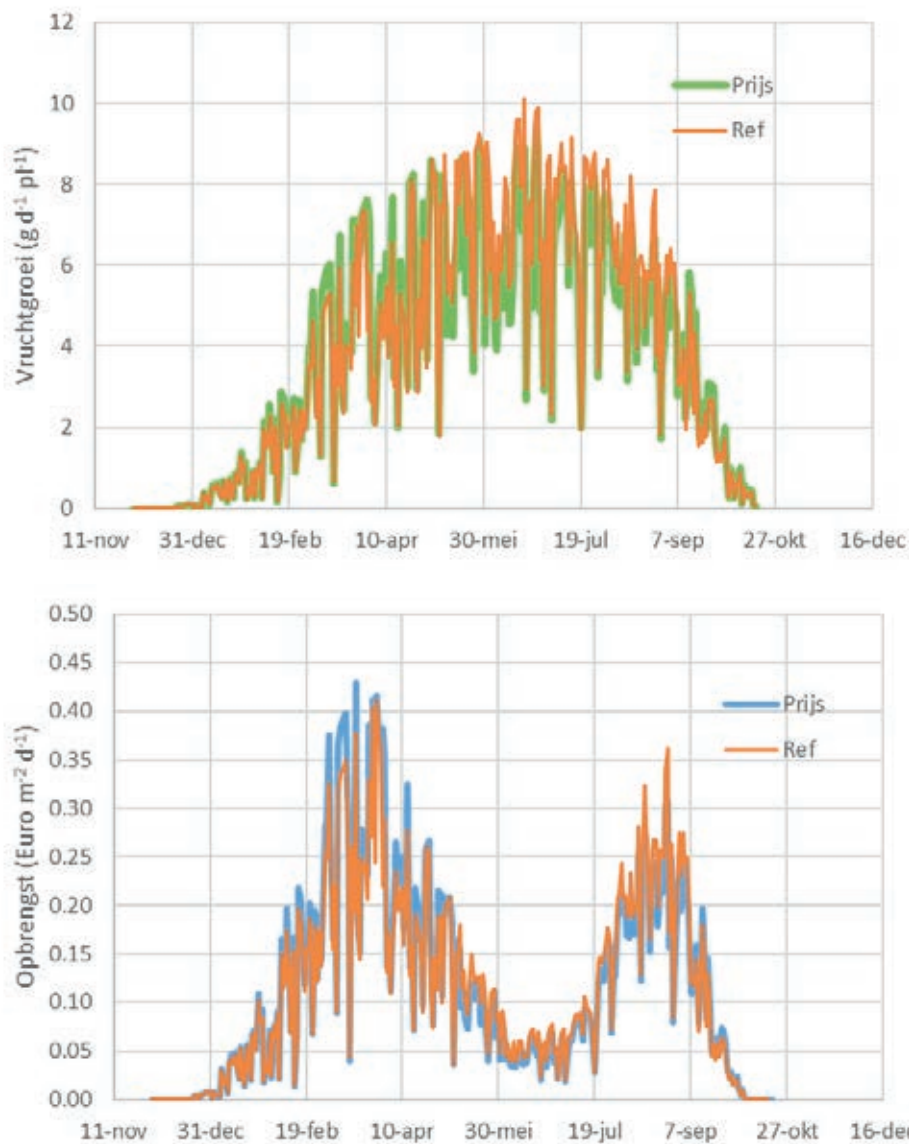 12
10
8
6
4
2
0
Vruchtgroei (g d-1 pl-1)
Prijs
Ref
11-nov 31-dec 19-feb 10-apr 30-mei 19-jul 7-sep 27-okt 16-dec
0.50
0.45
0.40
0.35
0.30
0.25
0.20
0.15
0.10
0.05
0.00
Opbrengst (Euro m-2 d-1)
Prijs
Ref
11-nov 31-dec 19-feb 10-apr 30-mei 19-jul 7-sep 27-okt 16-dec